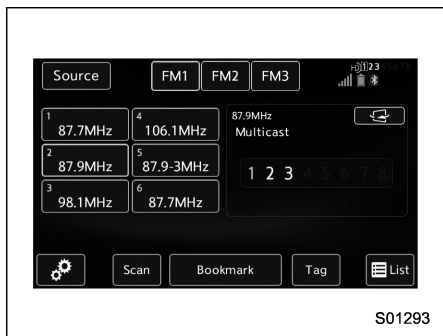 Source
FM1 FM2 FM3
123
1
87.7MHz
4
106.1MHz
2
87.9MHz
5
87.9-3MHz
3
98.1MHz
6
87.7MHz
87.9MHz
Multicast
1 2 3 4 5 6 7 8
Scan
Bookmark
Tag
List
S01293